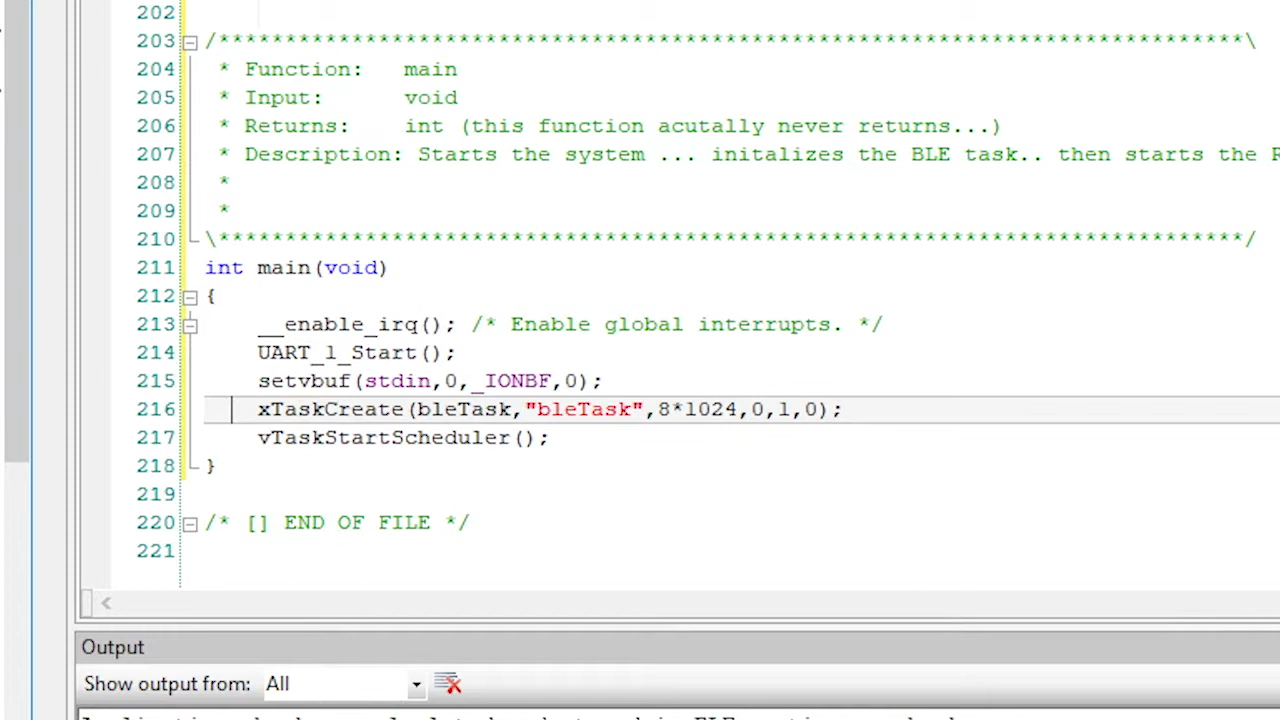 202
203 /******************************************************************************\
204 * Function: main
205 * Input: void
206 * Returns: int (this function acutally never returns...)
207 * Description: Starts the system ... initalizes the BLE task.. then starts the
208 *
209 *
210 \******************************************************************************/
211 int main(void)
212 {
213 __enable_irq(); /* Enable global interrupts. */
214 UART_1_Start();
215 setvbuf(stdin,0,_IONBF,0);
216 xTaskCreate(bleTask,"bleTask",8*1024,0,1,0);
217 vTaskStartScheduler();
218 }
219
220 /* [] END OF FILE */
221
Output
Show output from: All